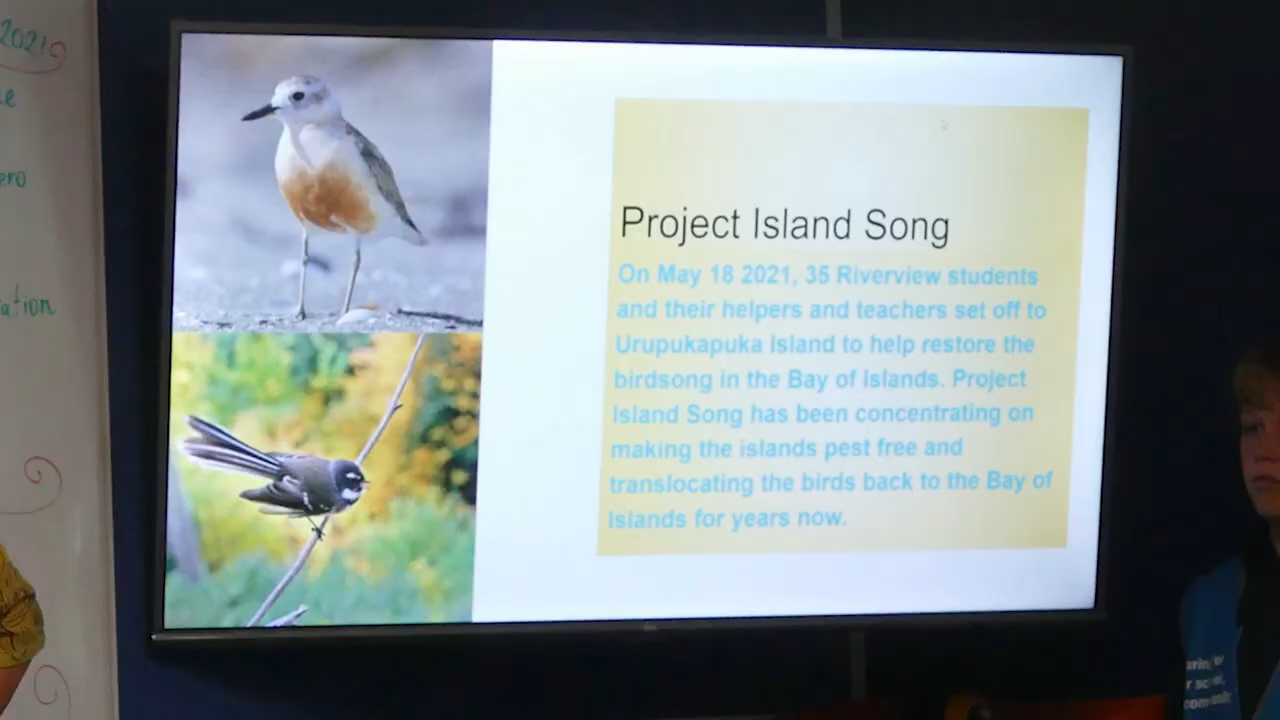 2021
Project Island Song
On May 18 2021, 35 Riverview students
and their helpers and teachers set off to
Urupukapuka Island to help restore the
birdsong in the Bay of Islands. Project
Island Song has been concentrating on
making the islands pest free and
translocating the birds back to the Bay of
Islands for years now.